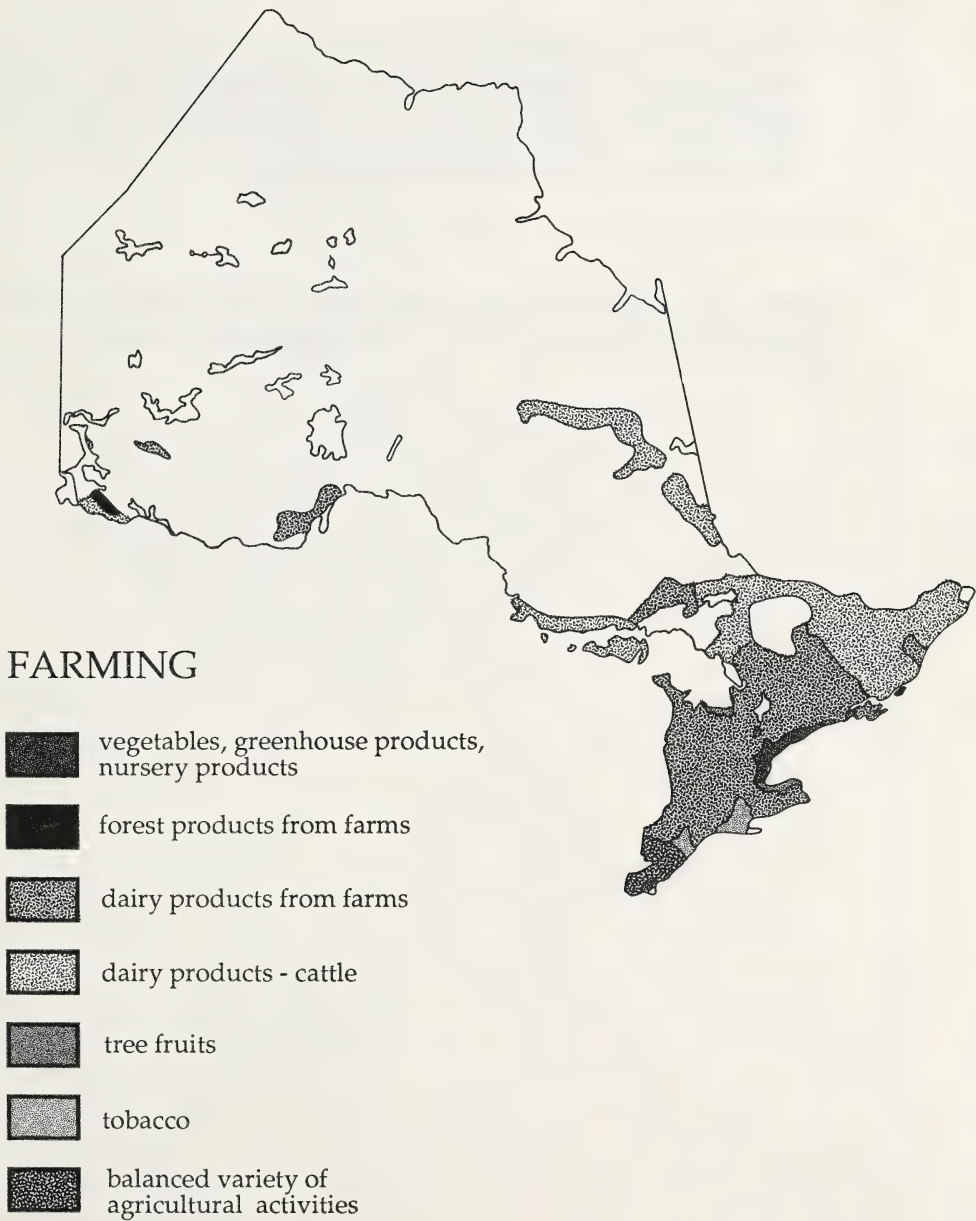 FARMING
vegetables, greenhouse products,
nursery products
forest products from farms
dairy products from farms
dairy products - cattle
tree fruits
tobacco
balanced variety of
agricultural activities